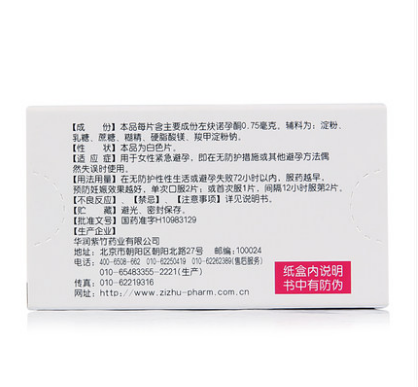 【成    份】本品每片含主要成份左炔诺孕酮0.75毫克。辅料为：淀粉、
乳糖、蔗糖、糊精、硬脂酸镁、羧甲淀粉钠。
【性    状】本品为白色片。
【适 应 症】用于女性紧急避孕，即在无防护措施或其他避孕方法偶
然失误时使用。
【用法用量】在无防护性性生活或避孕失败72小时以内，服药越早，
预防妊娠效果越好，单次口服2片；或首次服1片，间隔12小时服第2片。
【不良反应】、【禁忌】、【注意事项】详见说明书。
【贮    藏】避光、密封保存。
【批准文号】国药准字H10983129
【生产企业】
华润紫竹药业有限公司
地址：北京市朝阳区朝阳北路27号    邮编：100024
电话：400-6508-662  010-62250419  010-62262389(售后服务)
010-65483355-2221(生产)
传真：010-62219316
网址：http://www.zizhu-pharm.com.cn
纸盒内说明
书中有防伪